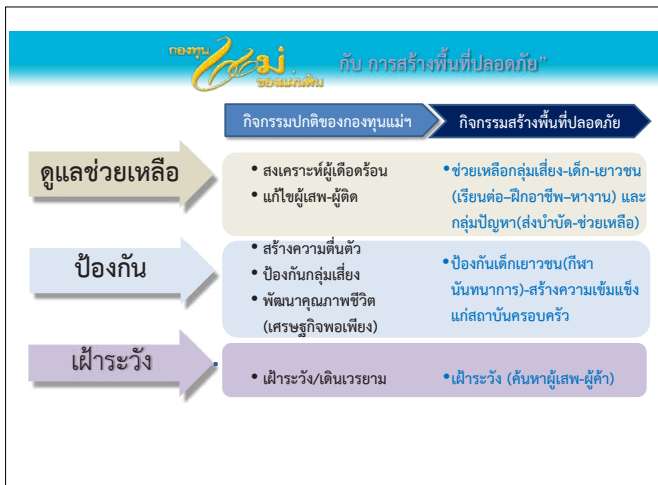 กองทุนแม่ของแผ่นดิน กับ การสร้างพื้นที่ปลอดภัย"
กิจกรรมปกติของกองทุนแม่ฯ
กิจกรรมสร้างพื้นที่ปลอดภัย
ดูแลช่วยเหลือ
• สงเคราะห์ผู้เดือดร้อน
• แก้ไขผู้เสพ-ผู้ติด
•ช่วยเหลือกลุ่มเสี่ยง-เด็ก-เยาวชน
(เรียนต่อ-ฝึกอาชีพ-หางาน) และ
กลุ่มปัญหา(ส่งบำบัด-ช่วยเหลือ)
ป้องกัน
• สร้างความตื่นตัว
• ป้องกันกลุ่มเสี่ยง
• พัฒนาคุณภาพชีวิต
(เศรษฐกิจพอเพียง)
•ป้องกันเด็กเยาวชน(กีฬา
นันทนาการ)-สร้างความเข้มแข็ง
แก่สถาบันครอบครัว
เฝ้าระวัง
• เฝ้าระวัง/เดินเวรยาม
•เฝ้าระวัง (ค้นหาผู้เสพ-ผู้ค้า)